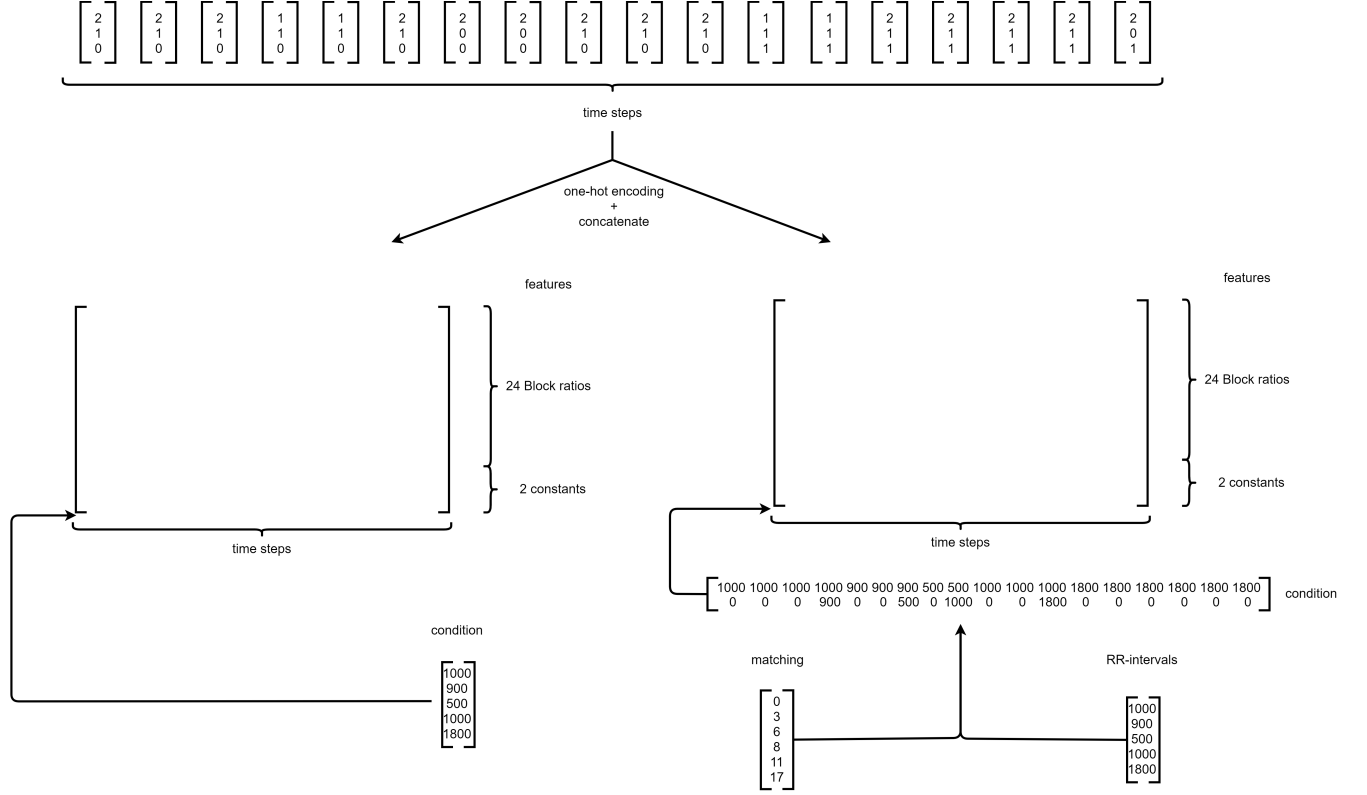 2 2 2 1 1 2 2 2 2 2 2 1 1 2 2 2 2 2
1 1 1 1 1 1 0 0 1 1 1 1 1 1 1 1 1 0
0 0 0 0 0 0 0 0 0 0 0 1 1 1 1 1 1 1
time steps
one-hot encoding
+
concatenate
features
24 Block ratios
2 constants
time steps
condition
1000
900
500
1000
1800
features
24 Block ratios
2 constants
time steps
1000 1000 1000 1000 900 900 900 500 500 1000 1000 1000 1800 1800 1800 1800 1800 1800
0 0 0 900 0 0 500 0 1000 0 0 1800 0 0 0 0 0 0
condition
matching
0
3
6
8
11
17
RR-intervals
1000
900
500
1000
1800